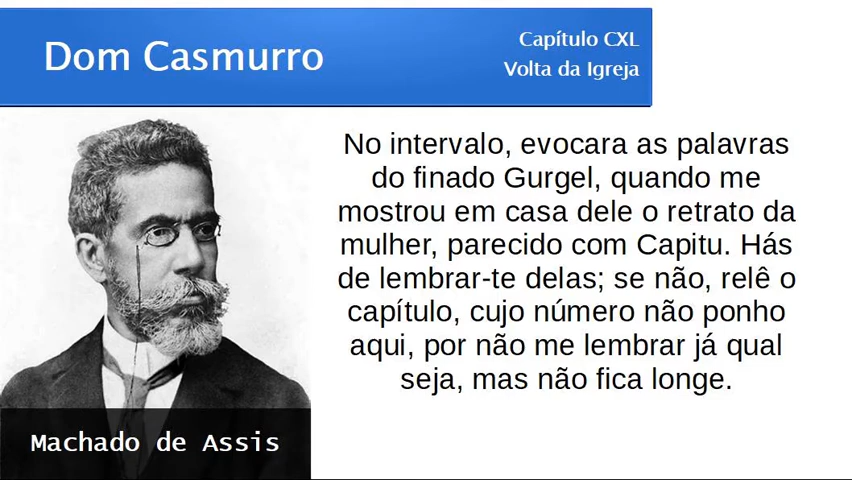 Dom Casmurro
Capítulo CXL
Volta da Igreja
No intervalo, evocara as palavras
do finado Gurgel, quando me
mostrou em casa dele o retrato da
mulher, parecido com Capitu. Hás
de lembrar-te delas; se não, relê o
capítulo, cujo número não ponho
aqui, por não me lembrar já qual
seja, mas não fica longe.
Machado de Assis